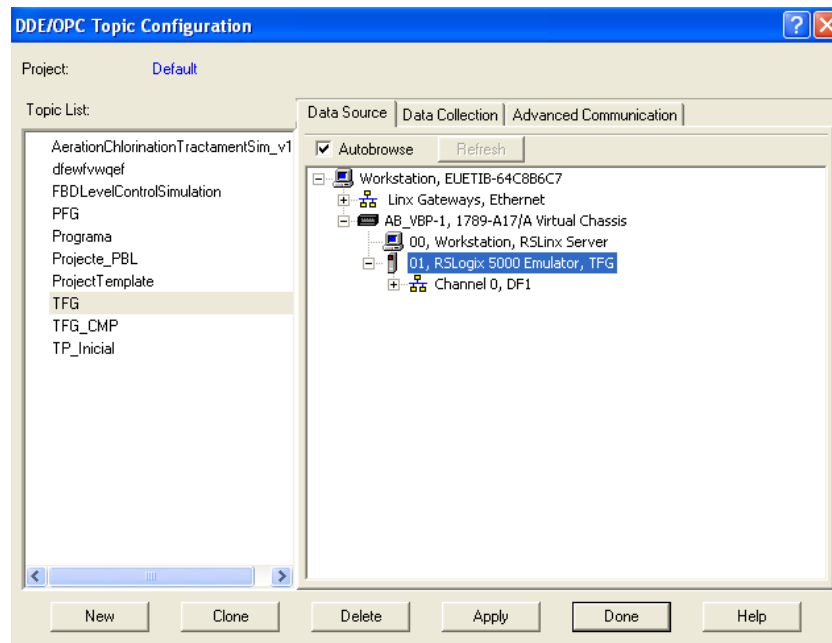 DDE/OPC Topic Configuration
Project: Default
Topic List:
AerationChlorinationTractamentSim_v1
dfewfvwqef
FBDLevelControlSimulation
PFG
Programa
Projecte_PBL
ProjectTemplate
TFG
TFG_CMP
TP_Inicial
Data Source Data Collection Advanced Communication
Autobrowse Refresh
Workstation, EUETIB-64C8B6C7
Linx Gateways, Ethernet
AB_VBP-1, 1789-A17/A Virtual Chassis
00, Workstation, RSLinx Server
01, RSLogix 5000 Emulator, TFG
Channel 0, DF1
New Clone Delete Apply Done Help